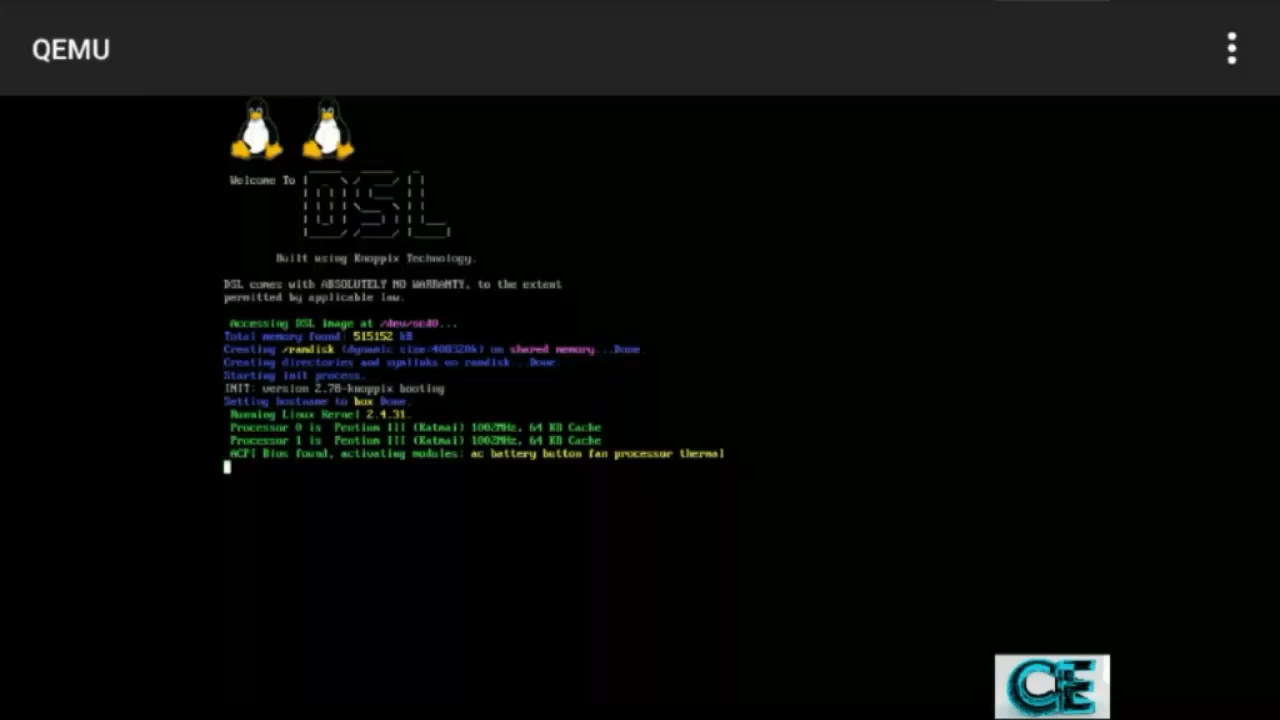 QEMU
Welcome To DSL
Built using Knoppix Technology.
DSL comes with ABSOLUTELY NO WARRANTY, to the extent
permitted by applicable law.
Accessing DSL image at /dev/scd0...
Total memory found: 515152 kB
Creating /ramdisk (dynamic size=408320k) on shared memory...Done.
Creating directories and symlinks on ramdisk...Done.
Starting init process.
INIT: version 2.78-knoppix booting
Setting hostname to box Done.
Running Linux Kernel 2.4.31.
Processor 0 is Pentium III (Katmai) 1002MHz, 64 KB Cache
Processor 1 is Pentium III (Katmai) 1002MHz, 64 KB Cache
ACPI Bios found, activating modules: ac battery button fan processor thermal
CE